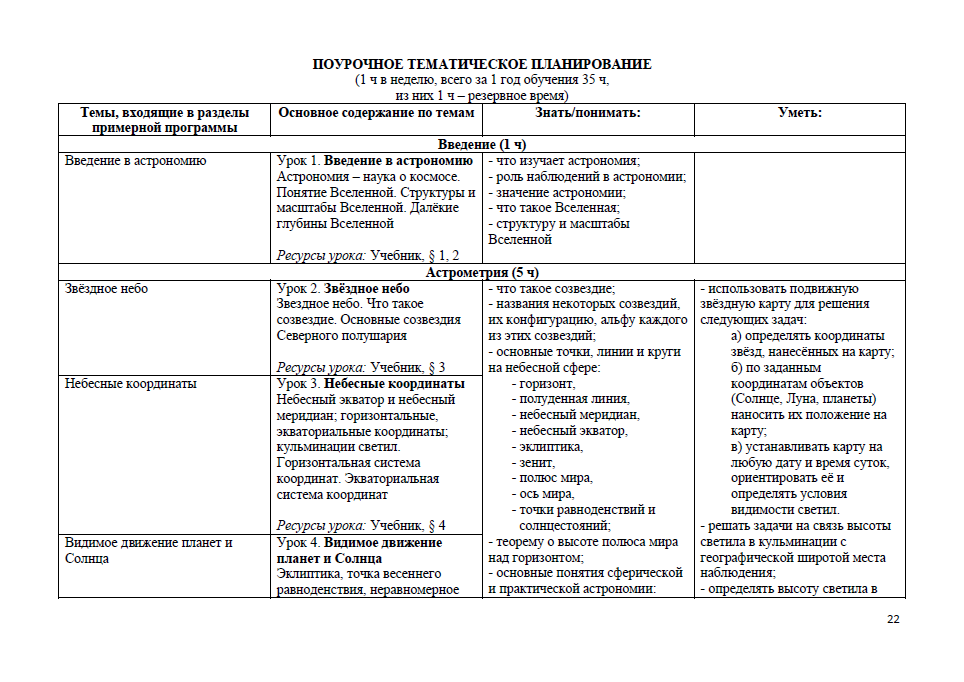 ПОУРОЧНОЕ ТЕМАТИЧЕСКОЕ ПЛАНИРОВАНИЕ
(1 ч в неделю, всего за 1 год обучения 35 ч,
из них 1 ч – резервное время)
Темы, входящие в разделы
примерной программы
Основное содержание по темам
Знать/понимать:
Уметь:
Введение (1 ч)
Введение в астрономию
Урок 1. Введение в астрономию
Астрономия – наука о космосе.
Понятие Вселенной. Структуры и
масштабы Вселенной. Далёкие
глубины Вселенной
Ресурсы урока: Учебник, § 1, 2
- что изучает астрономия;
- роль наблюдений в астрономии;
- значение астрономии;
- что такое Вселенная;
- структуру и масштабы
Вселенной
Астрометрия (5 ч)
Звёздное небо
Урок 2. Звёздное небо
Звездное небо. Что такое
созвездие. Основные созвездия
Северного полушария
Ресурсы урока: Учебник, § 3
Небесные координаты
Урок 3. Небесные координаты
Небесный экватор и небесный
меридиан; горизонтальные,
экваториальные координаты;
кульминации светил.
Горизонтальная система
координат. Экваториальная
система координат
Ресурсы урока: Учебник, § 4
Видимое движение планет и
Солнца
Урок 4. Видимое движение
планет и Солнца
Эклиптика, точка весеннего
равноденствия, неравномерное
- что такое созвездие;
- названия некоторых созвездий,
их конфигурацию, альфу каждого
из этих созвездий;
- основные точки, линии и круги
на небесной сфере:
- горизонт,
- полуденная линия,
- небесный меридиан,
- небесный экватор,
- эклиптика,
- зенит,
- полюс мира,
- ось мира,
- точки равноденствий и
солнцестояний;
- теорему о высоте полюса мира
над горизонтом;
- основные понятия сферической
и практической астрономии:
- использовать подвижную
звёздную карту для решения
следующих задач:
а) определять координаты
звёзд, нанесённых на карту;
б) по заданным
координатам объектов
(Солнце, Луна, планеты)
наносить их положение на
карту;
в) устанавливать карту на
любую дату и время суток,
ориентировать её и
определять условия
видимости светил.
- решать задачи на связь высоты
светила в кульминации с
географической широтой места
наблюдения;
- определять высоту светила в
22